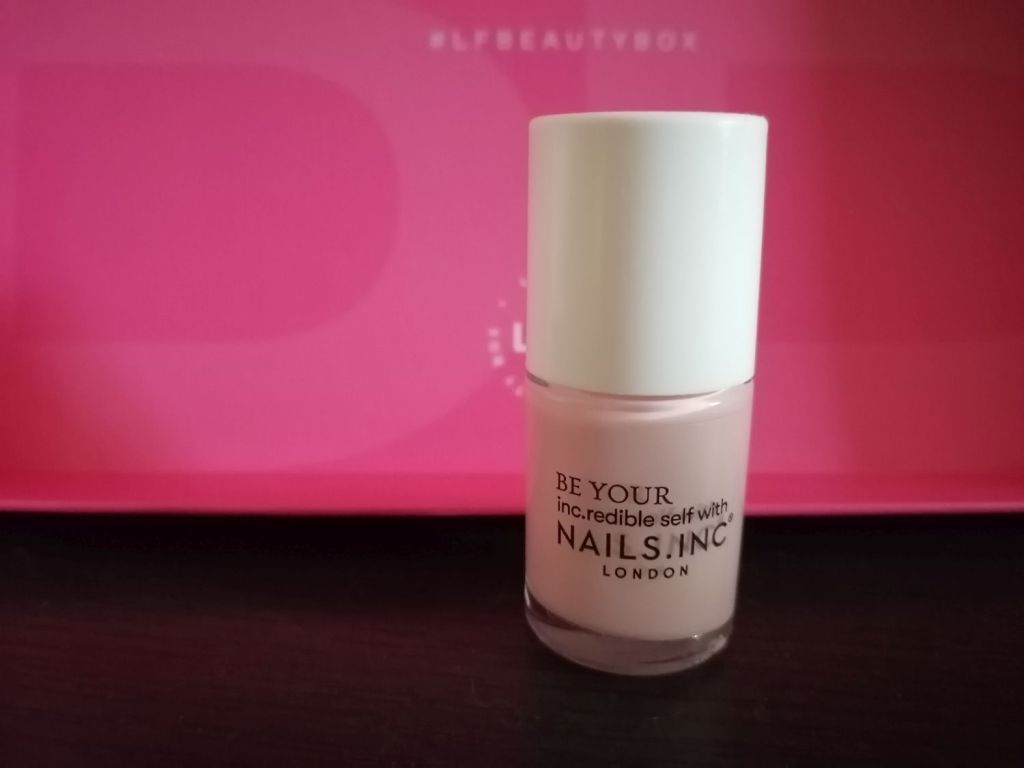 #LFBEAUTYBOX
L
BE YOUR
inc.redible self with
NAILS.INC®
LONDON